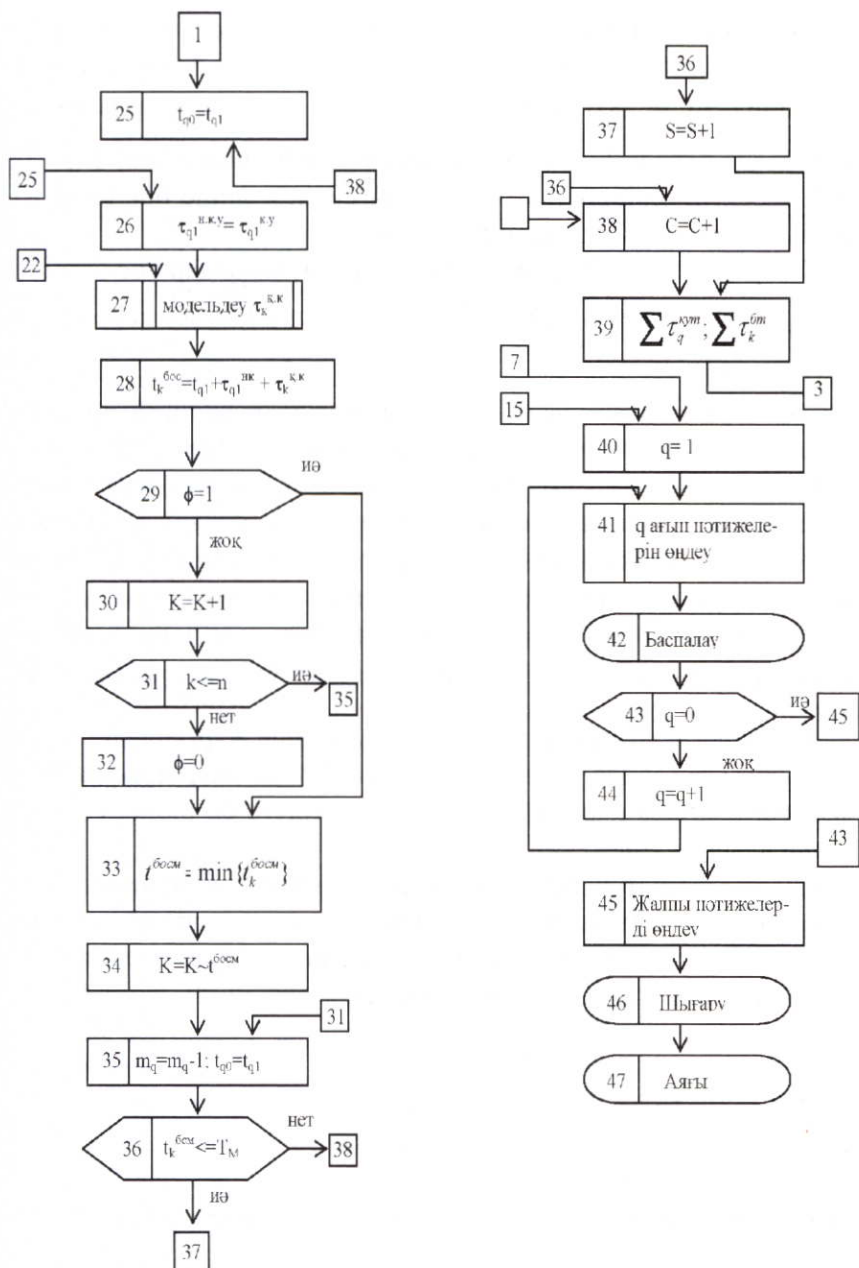 1
25 t_q0=t_q1
25
38
26 τ_q1^н.к.у= τ_q1^к.у
22
27 модельдеу τ_k^қ.к
28 t_k^бос=t_q1+τ_q1^нк + τ_k^қ.к
29 ϕ=1
иә
жоқ
30 K=K+1
31 k<=n
иә
35
нет
32 ϕ=0
33 t^босм = min{t_k^босм}
34 K=K~t^босм
31
35 m_q=m_q-1: t_q0=t_q1
36 t_k^бсм<=T_M
нет
38
иә
37
36
37 S=S+1
36
38 C=C+1
39 ∑ τ_q^кут; ∑ τ_k^бт
7
3
15
40 q= 1
41 q ағып нәтижеле-
рін өңдеу
42 Баспалау
43 q=0
иә
45
жоқ
44 q=q+1
43
45 Жалпы нәтижелер-
ді өңдеу
46 Шығару
47 Аяғы